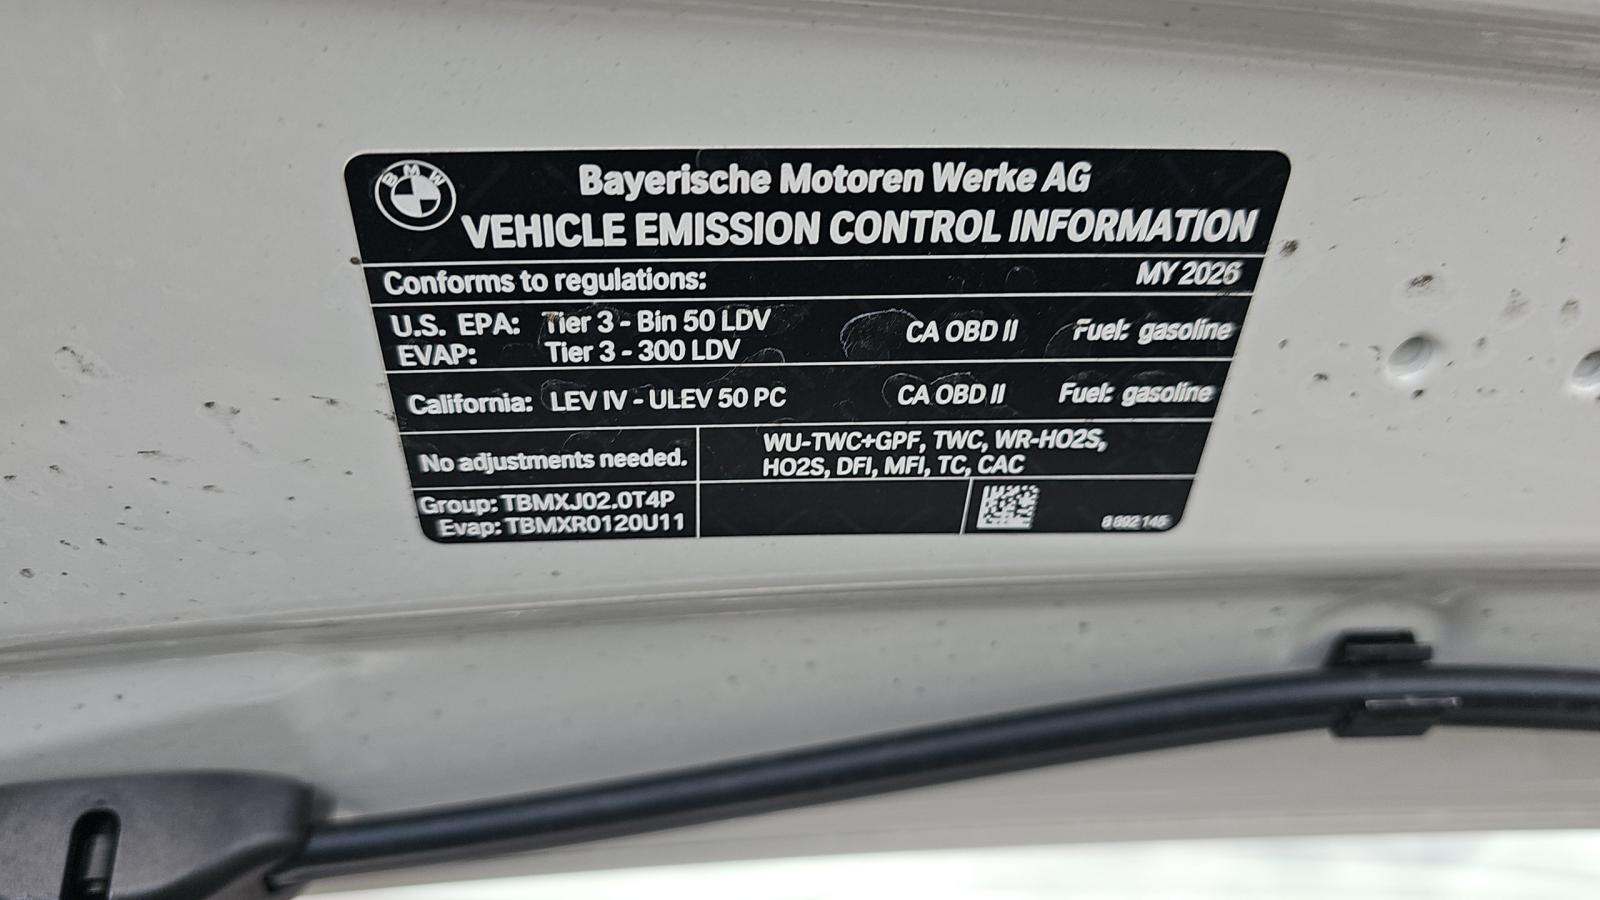 BMW
Bayerische Motoren Werke AG
VEHICLE EMISSION CONTROL INFORMATION
Conforms to regulations: MY 2026
U.S. EPA: Tier 3 - Bin 50 LDV CA OBD II Fuel: gasoline
EVAP: Tier 3 - 300 LDV
California: LEV IV - ULEV 50 PC CA OBD II Fuel: gasoline
No adjustments needed.
WU-TWC+GPF, TWC, WR-HO2S,
HO2S, DFI, MFI, TC, CAC
Group: TBMXJ02.0T4P
Evap: TBMXR0120U11